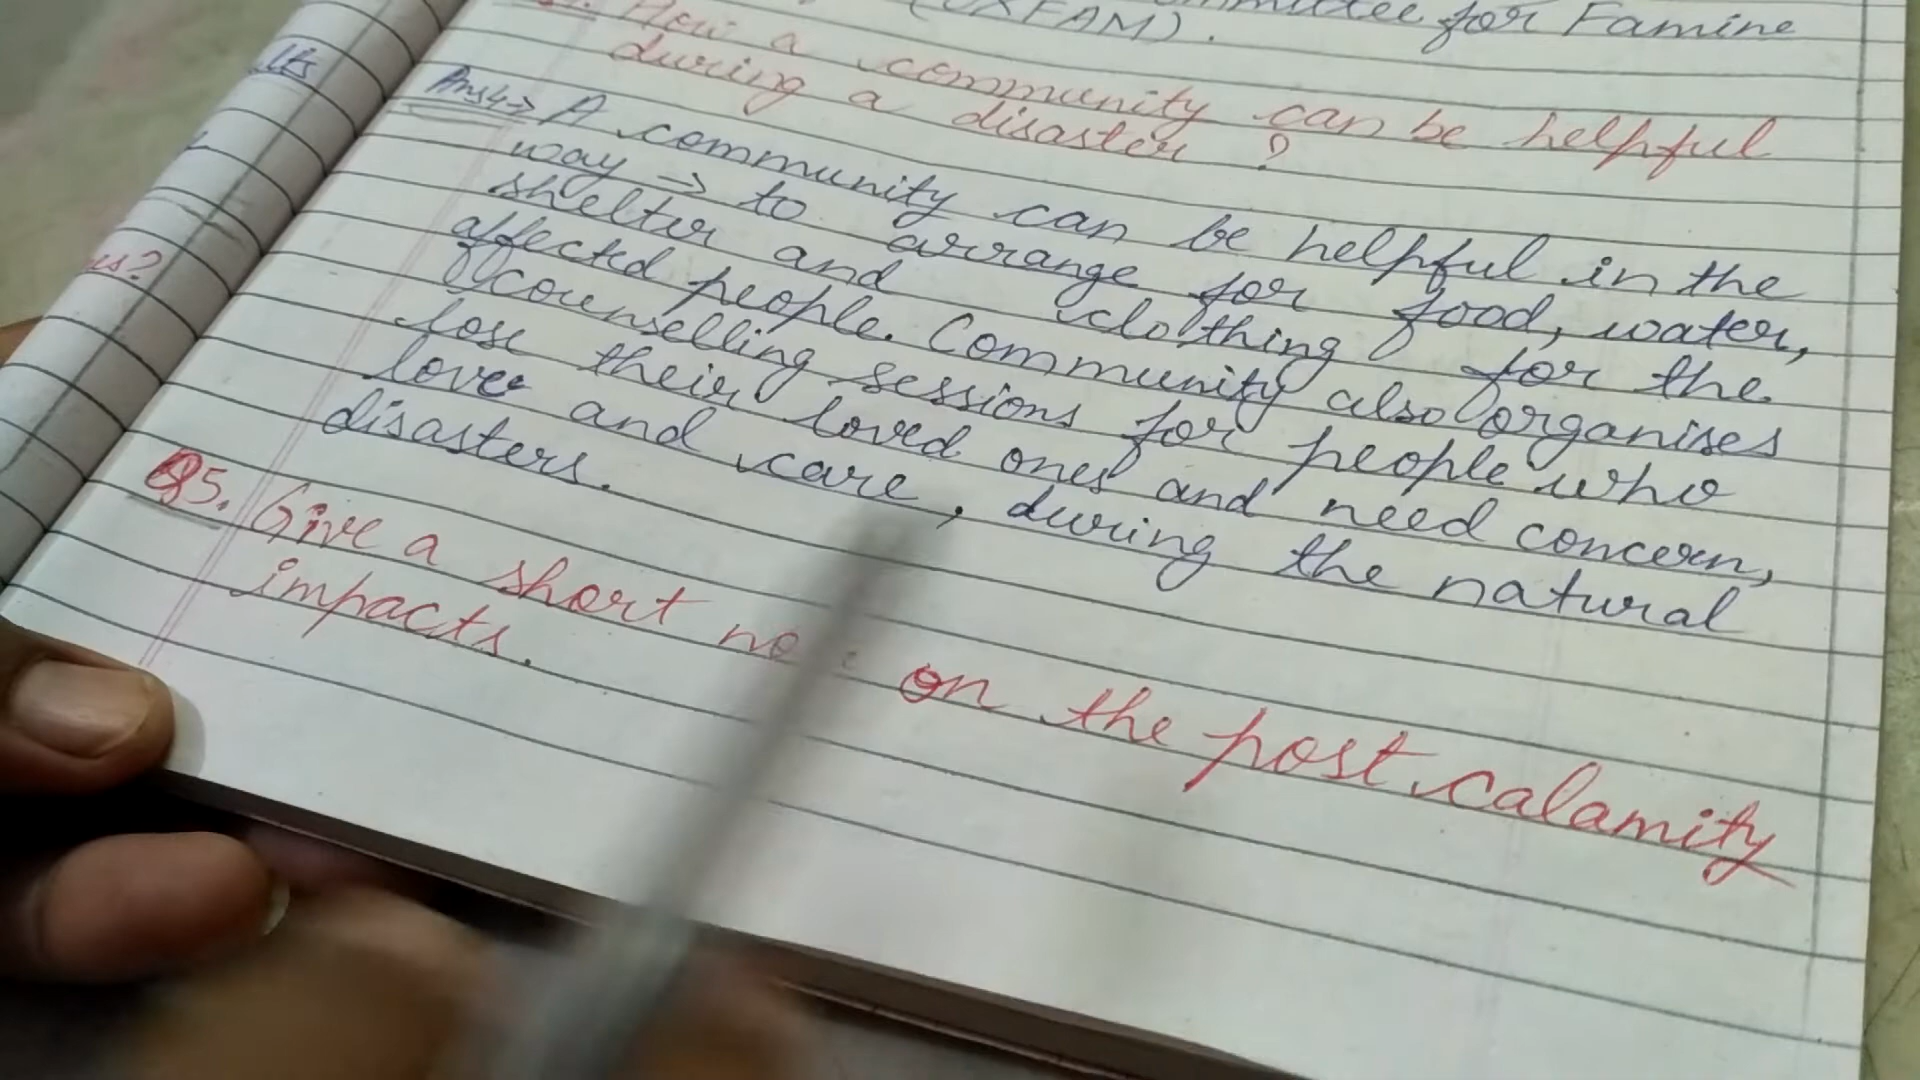 for Famine
(OXFAM).
How a community can be helpful
during a disaster?
Ans4→ A community can be helpful in the
way → to arrange for food, water,
shelter and clothing for the
affected people. Community also organises
counselling sessions for people who
lose their loved ones and need concern,
love and care, during the natural
disasters.
Q5. Give a short on the post calamity
impacts.